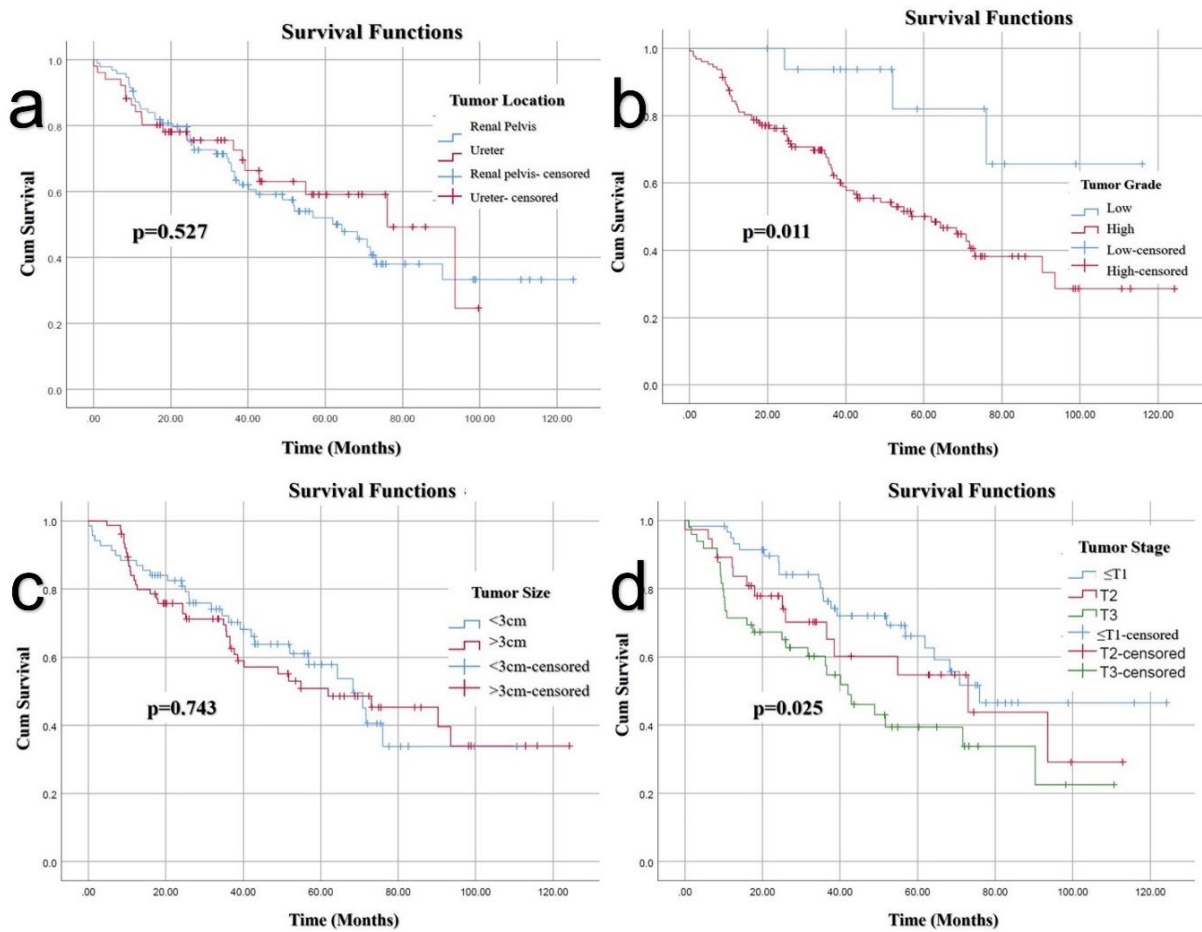 a
Survival Functions
Cum Survival
1.0
0.8
0.6
0.4
0.2
0.0
Tumor Location
Renal Pelvis
Ureter
Renal pelvis- censored
Ureter- censored
p=0.527
.00 20.00 40.00 60.00 80.00 100.00 120.00
Time (Months)
b
Survival Functions
Cum Survival
1.0
0.8
0.6
0.4
0.2
0.0
Tumor Grade
Low
High
Low-censored
High-censored
p=0.011
.00 20.00 40.00 60.00 80.00 100.00 120.00
Time (Months)
c
Survival Functions
Cum Survival
1.0
0.8
0.6
0.4
0.2
0.0
Tumor Size
<3cm
>3cm
<3cm-censored
>3cm-censored
p=0.743
.00 20.00 40.00 60.00 80.00 100.00 120.00
Time (Months)
d
Survival Functions
Cum Survival
1.0
0.8
0.6
0.4
0.2
0.0
Tumor Stage
≤T1
T2
T3
≤T1-censored
T2-censored
T3-censored
p=0.025
.00 20.00 40.00 60.00 80.00 100.00 120.00
Time (Months)